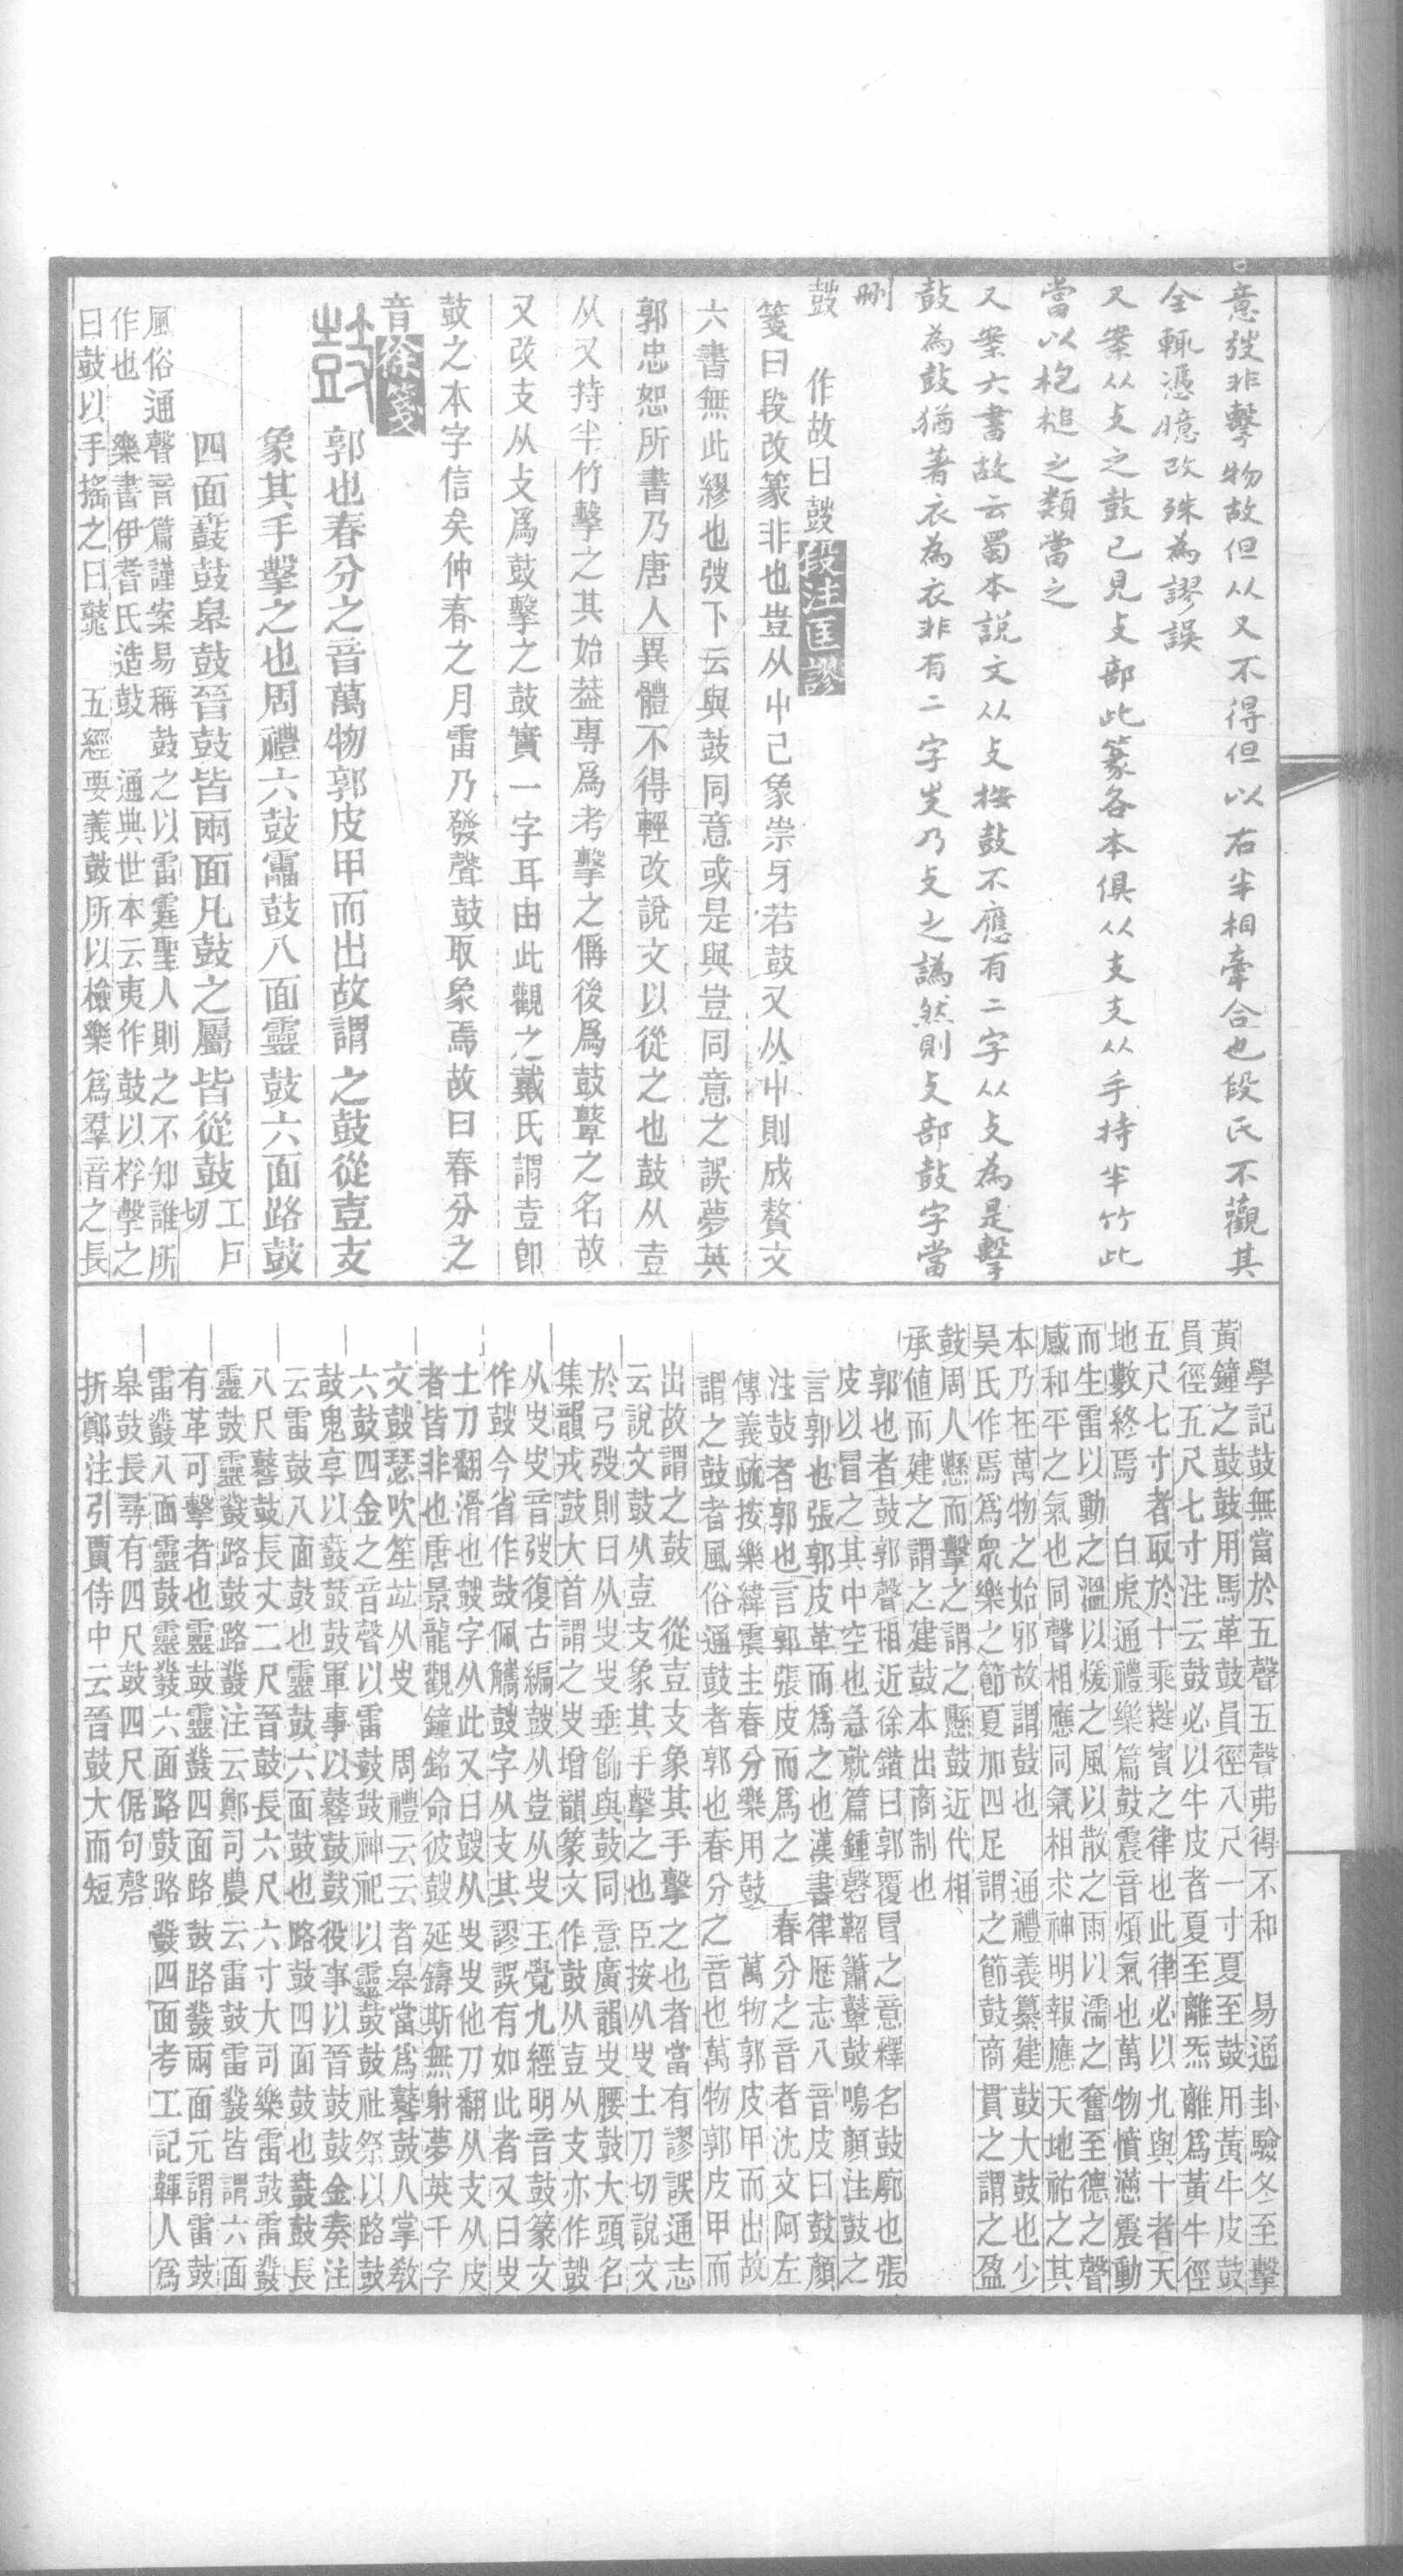 意弢非擊物故但从又不得但以右半相牽合也段氏不觀其
全輒憑臆改殊為謬誤
又案从攴之鼓已見攴部此篆各本俱从支支从手持半竹此
當以枹槌之類當之
又案六書故云蜀本說文从攴按鼓不應有二字从攴為是擊
鼓為鼓猶著衣為衣非有二字岂乃攴之譌然則攴部鼓字當
刪
鼔 作故曰鼓段注匡謬
箋曰段改篆非也豈从屮已象崇牙若鼓又从屮則成贅文
六書無此繆也弢下云與鼓同意或是與豈同意之誤夢英
郭忠恕所書乃唐人異體不得輕改說文以從之也鼓从壴
从又持半竹擊之其始葢專爲考擊之偁後爲鼓鼙之名故
又改支从攴爲鼓擊之鼓實一字耳由此觀之戴氏謂壴卽
鼓之本字信矣仲春之月雷乃發聲鼓取象焉故曰春分之
音徐箋
郭也春分之音萬物郭皮甲而出故謂之鼓從壴支
象其手擊之也周禮六鼓靁鼓八面靈鼓六面路鼓
四面鼖鼓皋鼓晉鼓皆兩面凡鼓之屬皆從鼓工戶
切
風俗通聲音篇謹案易稱鼓之以雷霆聖人則之不知誰所
作也 樂書伊耆氏造鼓 通典世本云夷作鼓以桴擊之
曰鼓以手搖之曰鼗 五經要義鼓所以檢樂爲羣音之長
學記鼓無當於五聲五聲弗得不和 易通卦驗冬至擊
黃鐘之鼓鼓用馬革鼓員徑八尺一寸夏至鼓用黃牛皮鼓
員徑五尺七寸注云鼓必以牛皮者夏至離炁離爲黃牛徑
五尺七寸者取於十乘蕤賓之律也此律必以九與十者天
地數終焉 白虎通禮樂篇鼓震音煩氣也萬物憤懣震動
而生雷以動之溫以煖之風以散之雨以濡之奮至德之聲
感和平之氣也同聲相應同氣相求神明報應天地祐之其
本乃在萬物之始邪故謂鼓也 通禮義纂建鼓大鼓也少
昊氏作焉爲眾樂之節夏加四足謂之節鼓商貫之謂之盈
鼓周人懸而擊之謂之懸鼓近代相
承値而建之謂之建鼓本出商制也
郭也者鼓郭聲相近徐鍇曰郭覆冒之意釋名鼓廓也張
皮以冒之其中空也急就篇鍾磬鞀簫鼙鼓鳴顏注鼓之
言郭也張郭皮革而爲之也漢書律歷志八音皮曰鼓顏
注鼓者郭也言郭張皮而爲之 春分之音者沈文阿左
傳義疏按樂緯震主春分樂用鼓 萬物郭皮甲而出故
謂之鼓者風俗通鼓者郭也春分之音也萬物郭皮甲而
出故謂之鼓 從壴支象其手擊之也者當有謬誤通志
云說文鼓从壴支象其手擊之也臣按从㕞土刀切說文
於弓弢則曰从㕞㕞垂飾與鼓同意廣韻㕞腰鼓大頭名
集韻戎鼓大首謂之㕞增韻篆文作鼓从壴从支亦作鼔
从㕞㕞音弢復古編鼓从豈从㕞王覺九經明音鼓篆文
作鼔今省作鼓佩觽鼓字从支其謬誤有如此者又曰㕞
士刀翻滑也鼔字从此又曰鼓从㕞㕞他刀翻从支从皮
者皆非也唐景龍觀鐘銘命彼鼓延鑄斯無射夢英千字
文鼓瑟吹笙竝从㕞 周禮云云者皋當爲鼛鼓人掌敎
六鼓四金之音聲以雷鼓鼓神祀以靈鼓鼓社祭以路鼓
鼓鬼享以鼖鼓鼓軍事以鼛鼓鼓役事以晉鼓鼓金奏注
云雷鼓八面鼓也靈鼓六面鼓也路鼓四面鼓也鼖鼓長
八尺鼛鼓長丈二尺晉鼓長六尺六寸大司樂雷鼓雷鼗
靈鼓靈鼗路鼓路鼗注云鄭司農云雷鼓雷鼗皆謂六面
有革可擊者也靈鼓靈鼗四面路鼓路鼗兩面元謂雷鼓
雷鼗八面靈鼓靈鼗六面路鼓路鼗四面考工記韗人爲
皋鼓長尋有四尺鼓四尺倨句磬
折鄭注引賈侍中云晉鼓大而短